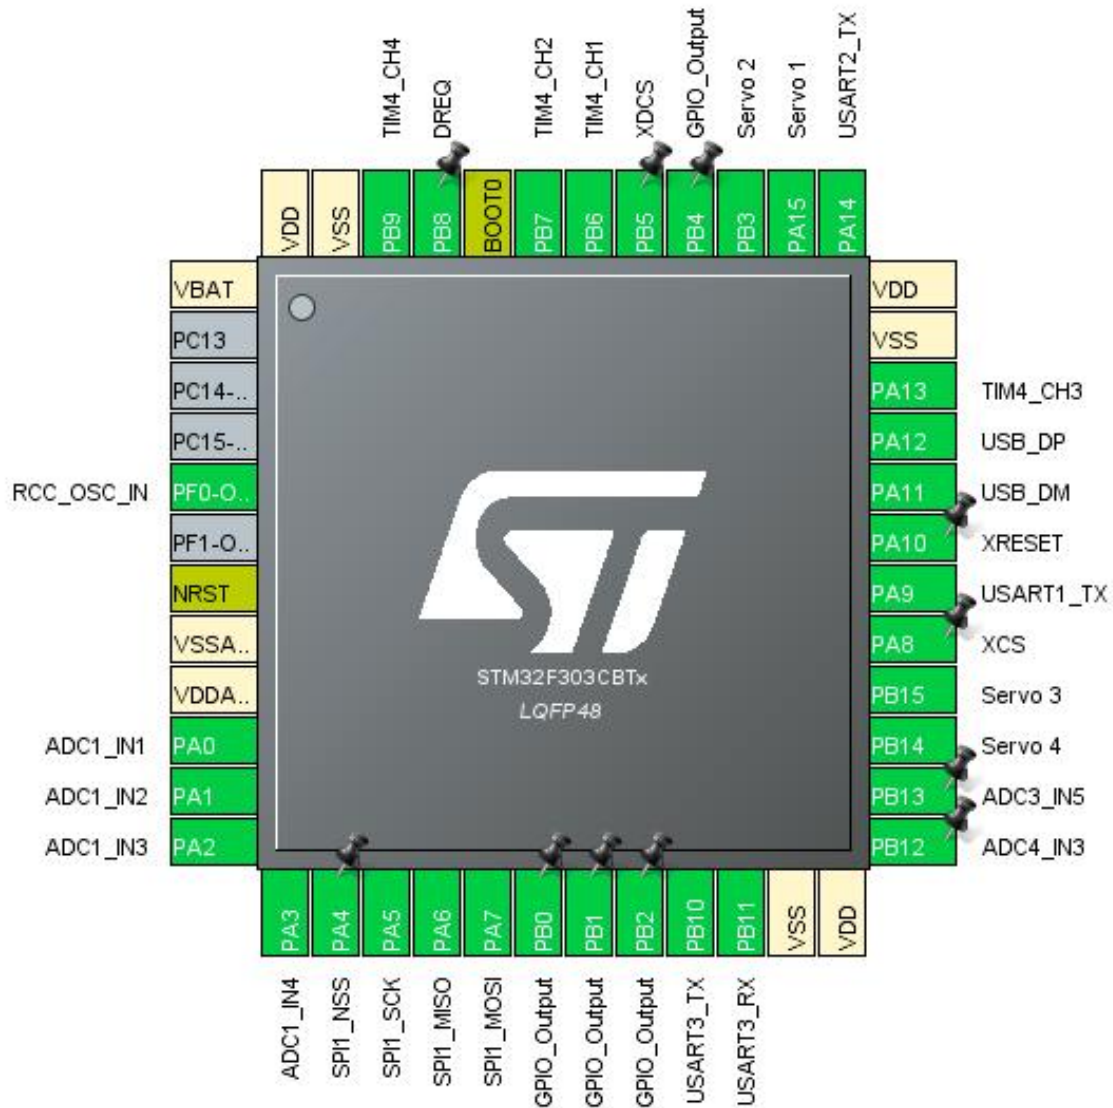 TIM4_CH4
DREQ
TIM4_CH2
TIM4_CH1
XDCS
GPIO_Output
Servo 2
Servo 1
USART2_TX
VDD
VSS
PB9
PB8
BOOT0
PB7
PB6
PB5
PB4
PB3
PA15
PA14
VBAT
PC13
PC14-..
PC15-..
RCC_OSC_IN PF0-O..
PF1-O..
NRST
VSSA..
VDDA..
ADC1_IN1 PA0
ADC1_IN2 PA1
ADC1_IN3 PA2
ST
STM32F303CBTx
LQFP48
VDD
VSS
PA13 TIM4_CH3
PA12 USB_DP
PA11 USB_DM
PA10 XRESET
PA9 USART1_TX
PA8 XCS
PB15 Servo 3
PB14 Servo 4
PB13 ADC3_IN5
PB12 ADC4_IN3
PA3
PA4
PA5
PA6
PA7
PB0
PB1
PB2
PB10
PB11
VSS
VDD
ADC1_IN4
SPI1_NSS
SPI1_SCK
SPI1_MISO
SPI1_MOSI
GPIO_Output
GPIO_Output
GPIO_Output
USART3_TX
USART3_RX